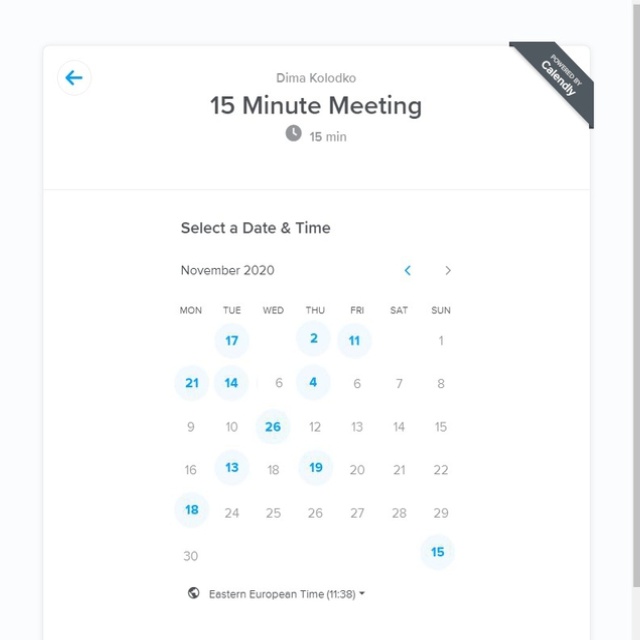 POWERED BY
Calendly
Dima Kolodko
15 Minute Meeting
15 min
Select a Date & Time
November 2020
MON TUE WED THU FRI SAT SUN
17 2 11 1
21 14 6 4 6 7 8
9 10 26 12 13 14 15
16 13 18 19 20 21 22
18 24 25 26 27 28 29
30 15
Eastern European Time (11:38)